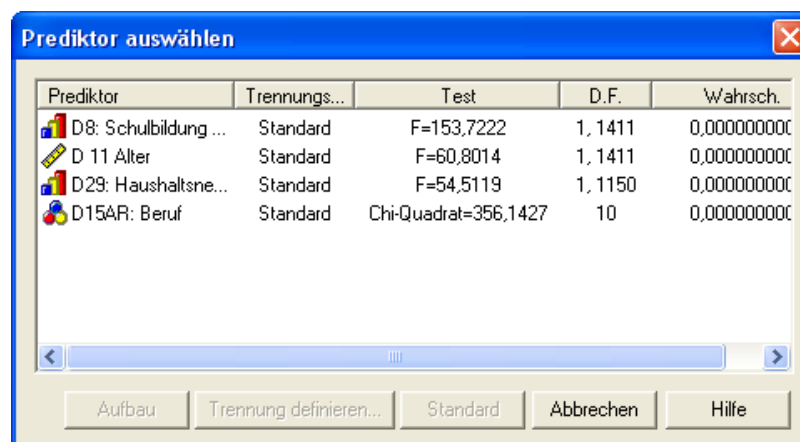 Prediktor auswählen
Prediktor Trennungs... Test D.F. Wahrsch.
D8: Schulbildung ... Standard F=153,7222 1, 1411 0,000000000
D 11 Alter Standard F=60,8014 1, 1411 0,000000000
D29: Haushaltsne... Standard F=54,5119 1, 1150 0,000000000
D15AR: Beruf Standard Chi-Quadrat=356,1427 10 0,000000000
Aufbau Trennung definieren... Standard Abbrechen Hilfe